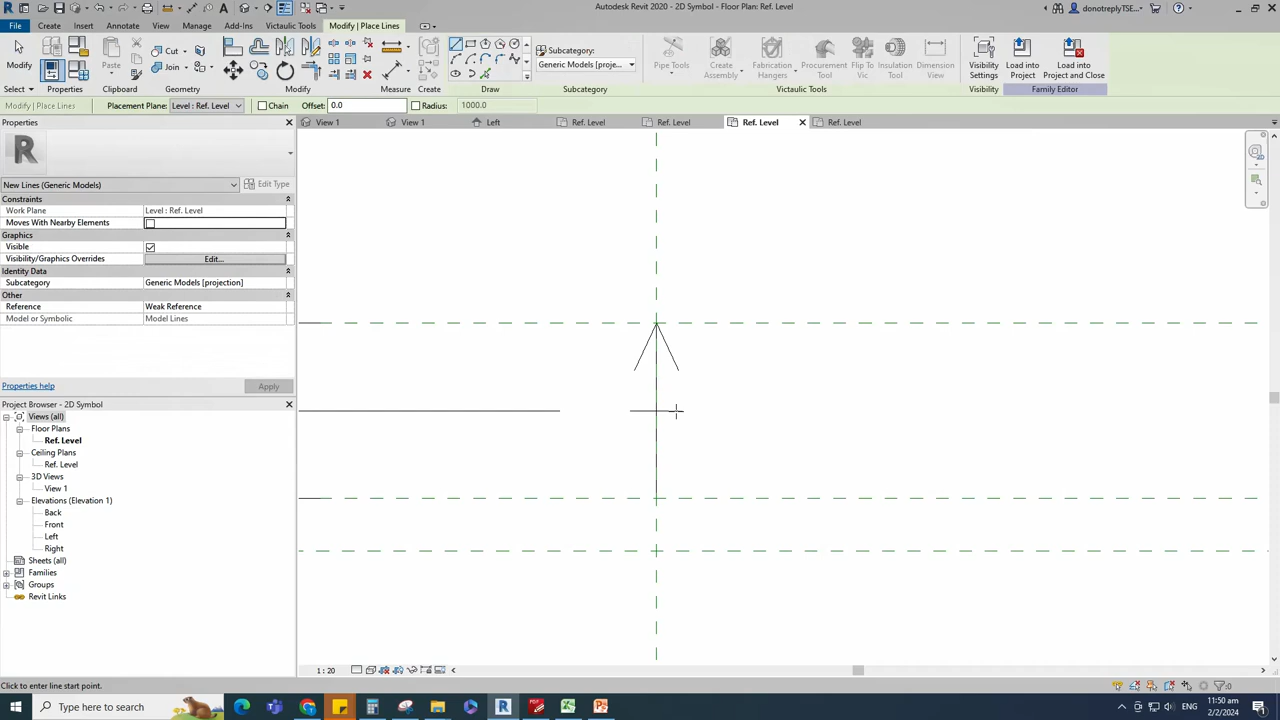 Autodesk Revit 2020 - 2D Symbol - Floor Plan: Ref. Level
donotreplyTSE...
File Create Insert Annotate View Manage Add-Ins Victaulic Tools Modify | Place Lines
Modify Cut Join Subcategory: Generic Models [proje... Pipe Tools Create Assembly Fabrication Hangers Procurement Tool Flip To Vic Insulation Tool Dimension View Visibility Settings Load into Project Load into Project and Close
Select Properties Clipboard Geometry Modify Measure Create Draw Subcategory Victaulic Tools Visibility Family Editor
Modify | Place Lines Placement Plane: Level : Ref. Level Chain Offset: 0.0 Radius: 1000.0
Properties View 1 View 1 Left Ref. Level Ref. Level Ref. Level Ref. Level
New Lines (Generic Models) Edit Type
Constraints
Work Plane Level : Ref. Level
Moves With Nearby Elements
Graphics
Visible
Visibility/Graphics Overrides Edit...
Identity Data
Subcategory Generic Models [projection]
Other
Reference Weak Reference
Model or Symbolic Model Lines
Properties help Apply
Project Browser - 2D Symbol
Views (all)
Floor Plans
Ref. Level
Ceiling Plans
Ref. Level
3D Views
View 1
Elevations (Elevation 1)
Back
Front
Left
Right
Sheets (all)
Families
Groups
Revit Links
1 : 20
Click to enter line start point. :0
Type here to search
11:50 am
2/2/2024